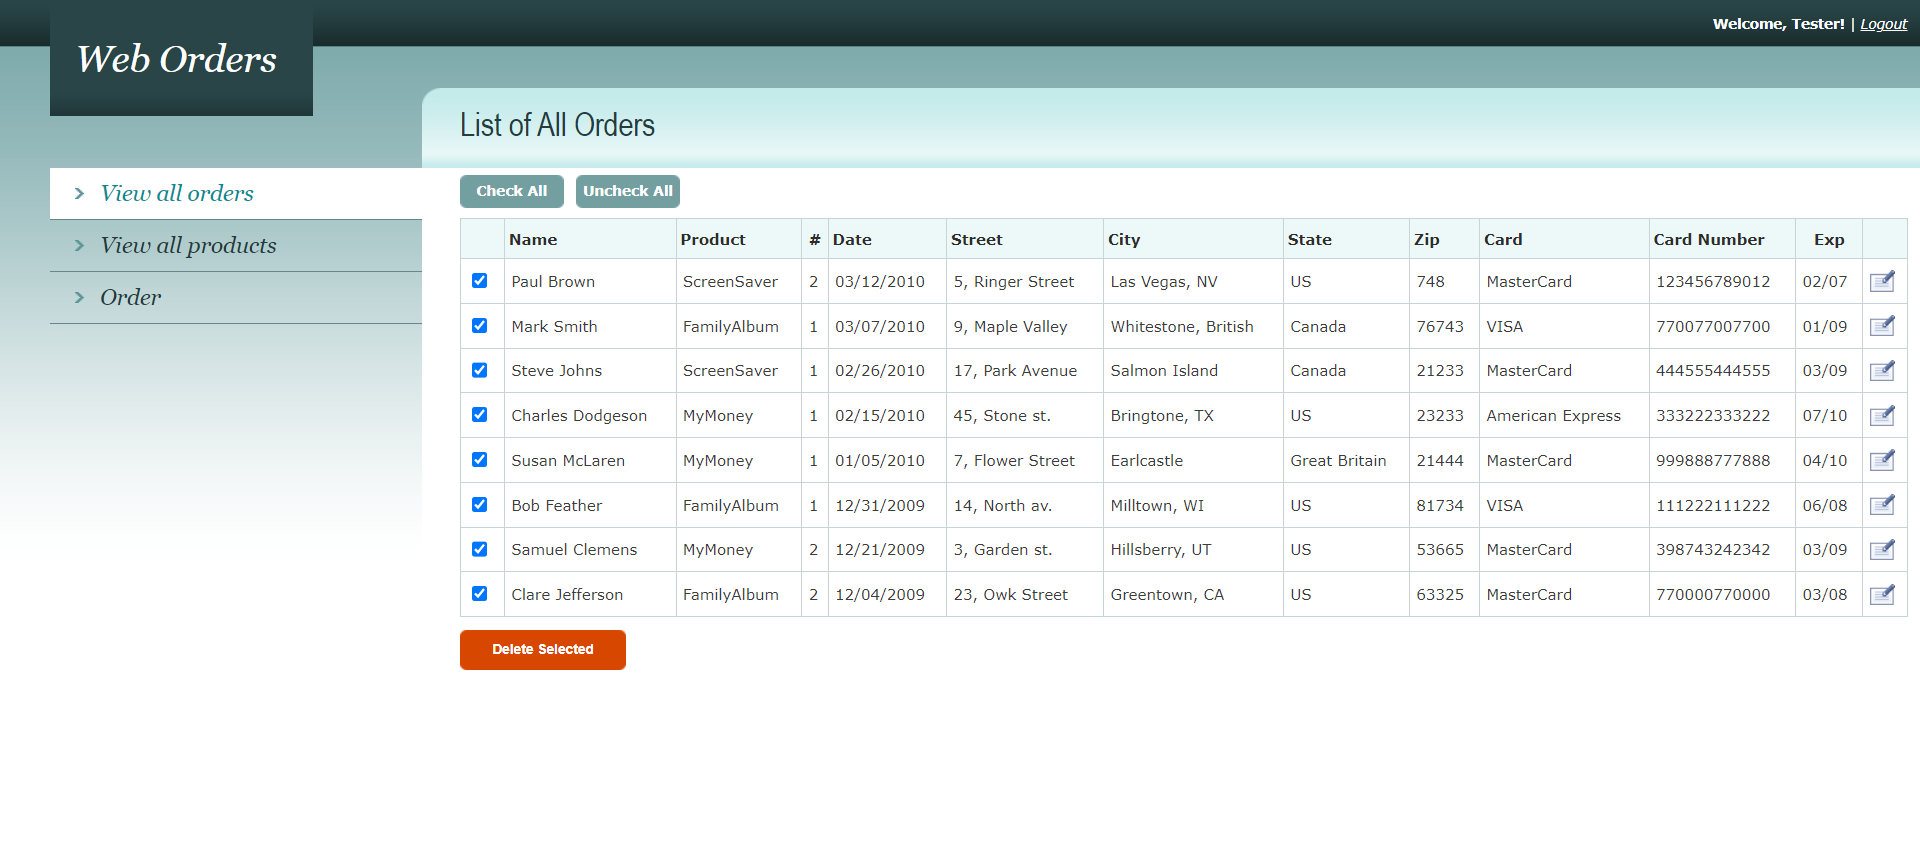 Welcome, Tester! | Logout
Web Orders
List of All Orders
View all orders
View all products
Order
Check All Uncheck All
Name Product # Date Street City State Zip Card Card Number Exp
Paul Brown ScreenSaver 2 03/12/2010 5, Ringer Street Las Vegas, NV US 748 MasterCard 123456789012 02/07
Mark Smith FamilyAlbum 1 03/07/2010 9, Maple Valley Whitestone, British Canada 76743 VISA 770077007700 01/09
Steve Johns ScreenSaver 1 02/26/2010 17, Park Avenue Salmon Island Canada 21233 MasterCard 444555444555 03/09
Charles Dodgeson MyMoney 1 02/15/2010 45, Stone st. Bringtone, TX US 23233 American Express 333222333222 07/10
Susan McLaren MyMoney 1 01/05/2010 7, Flower Street Earlcastle Great Britain 21444 MasterCard 999888777888 04/10
Bob Feather FamilyAlbum 1 12/31/2009 14, North av. Milltown, WI US 81734 VISA 111222111222 06/08
Samuel Clemens MyMoney 2 12/21/2009 3, Garden st. Hillsberry, UT US 53665 MasterCard 398743242342 03/09
Clare Jefferson FamilyAlbum 2 12/04/2009 23, Owk Street Greentown, CA US 63325 MasterCard 770000770000 03/08
Delete Selected